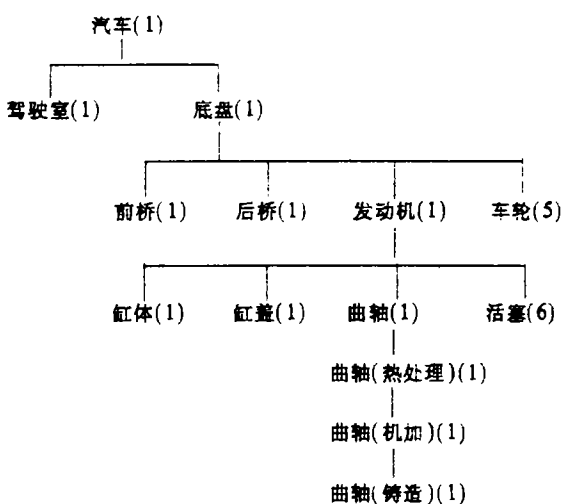 汽车(1)
驾驶室(1) 底盘(1)
前桥(1) 后桥(1) 发动机(1) 车轮(5)
缸体(1) 缸盖(1) 曲轴(1) 活塞(6)
曲轴(热处理)(1)
曲轴(机加)(1)
曲轴(铸造)(1)